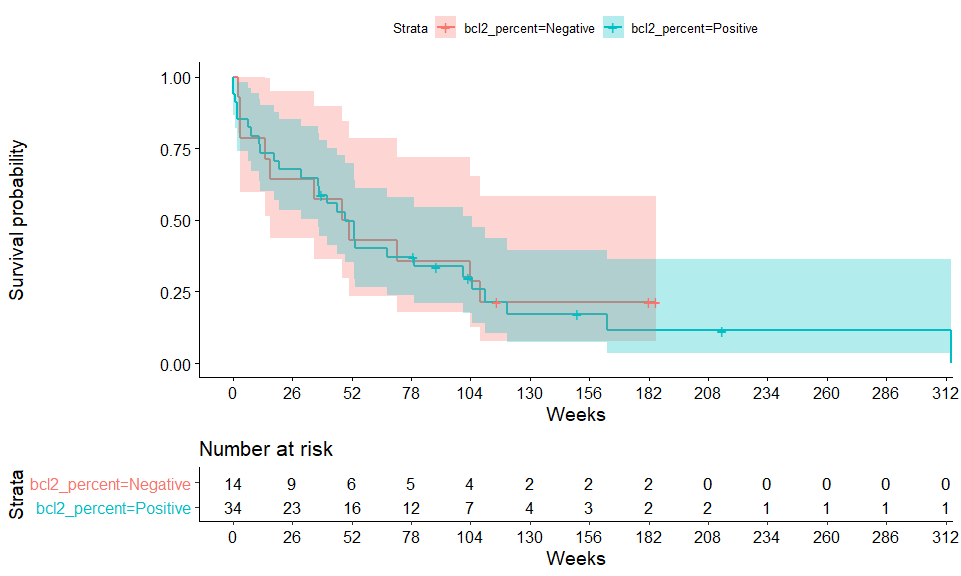 Strata bcl2_percent=Negative bcl2_percent=Positive
Survival probability
1.00
0.75
0.50
0.25
0.00
0 26 52 78 104 130 156 182 208 234 260 286 312
Weeks
Number at risk
Strata
bcl2_percent=Negative 14 9 6 5 4 2 2 2 0 0 0 0 0
bcl2_percent=Positive 34 23 16 12 7 4 3 2 2 1 1 1 1
0 26 52 78 104 130 156 182 208 234 260 286 312
Weeks